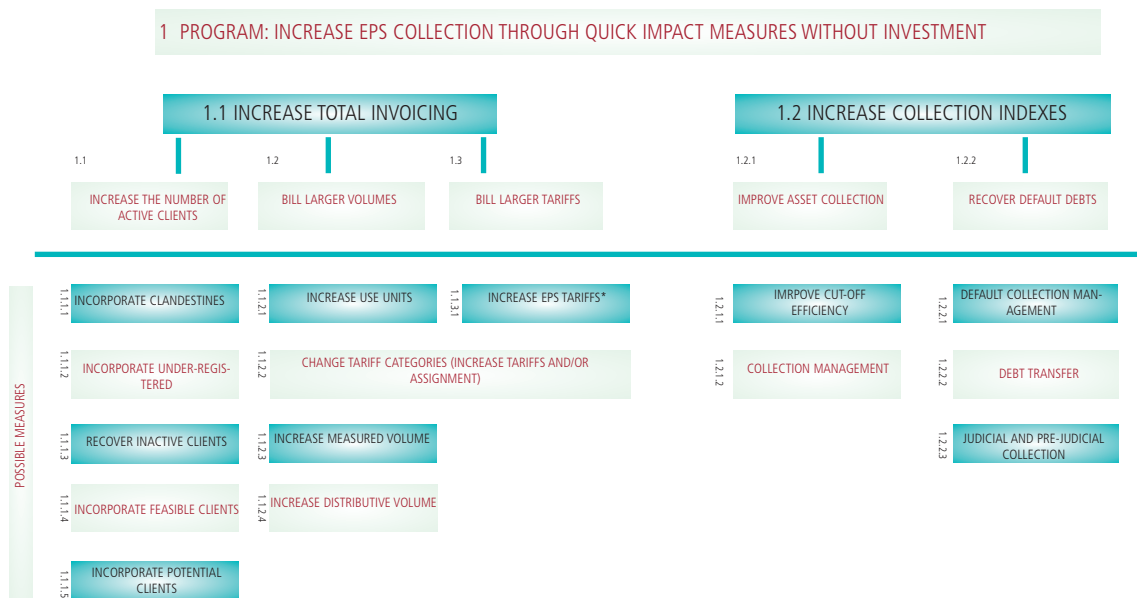 1 PROGRAM: INCREASE EPS COLLECTION THROUGH QUICK IMPACT MEASURES WITHOUT INVESTMENT
1.1 INCREASE TOTAL INVOICING
1.2 INCREASE COLLECTION INDEXES
1.1
1.2
1.3
1.2.1
1.2.2
INCREASE THE NUMBER OF
ACTIVE CLIENTS
BILL LARGER VOLUMES
BILL LARGER TARIFFS
IMPROVE ASSET COLLECTION
RECOVER DEFAULT DEBTS
POSSIBLE MEASURES
1.1.1.1
INCORPORATE CLANDESTINES
1.1.2.1
INCREASE USE UNITS
1.1.3.1
INCREASE EPS TARIFFS*
1.2.1.1
IMRPOVE CUT-OFF
EFFICIENCY
1.2.2.1
DEFAULT COLLECTION MAN-
AGEMENT
1.1.1.2
INCORPORATE UNDER-REGIS-
TERED
1.1.2.2
CHANGE TARIFF CATEGORIES (INCREASE TARIFFS AND/OR
ASSIGNMENT)
1.2.1.2
COLLECTION MANAGEMENT
1.2.2.2
DEBT TRANSFER
1.1.1.3
RECOVER INACTIVE CLIENTS
1.1.2.3
INCREASE MEASURED VOLUME
1.2.2.3
JUDICIAL AND PRE-JUDICIAL
COLLECTION
1.1.1.4
INCORPORATE FEASIBLE CLIENTS
1.1.2.4
INCREASE DISTRIBUTIVE VOLUME
1.1.1.5
INCORPORATE POTENTIAL
CLIENTS